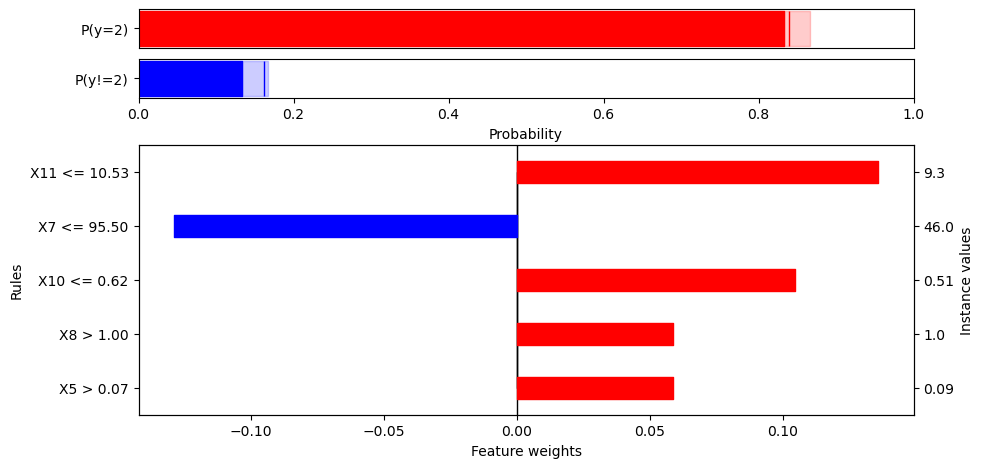 P(y=2)
P(y!=2)
0.0 0.2 0.4 0.6 0.8 1.0
Probability
X11 <= 10.53 9.3
X7 <= 95.50 46.0
X10 <= 0.62 0.51
X8 > 1.00 1.0
X5 > 0.07 0.09
Rules
Instance values
−0.10 −0.05 0.00 0.05 0.10
Feature weights